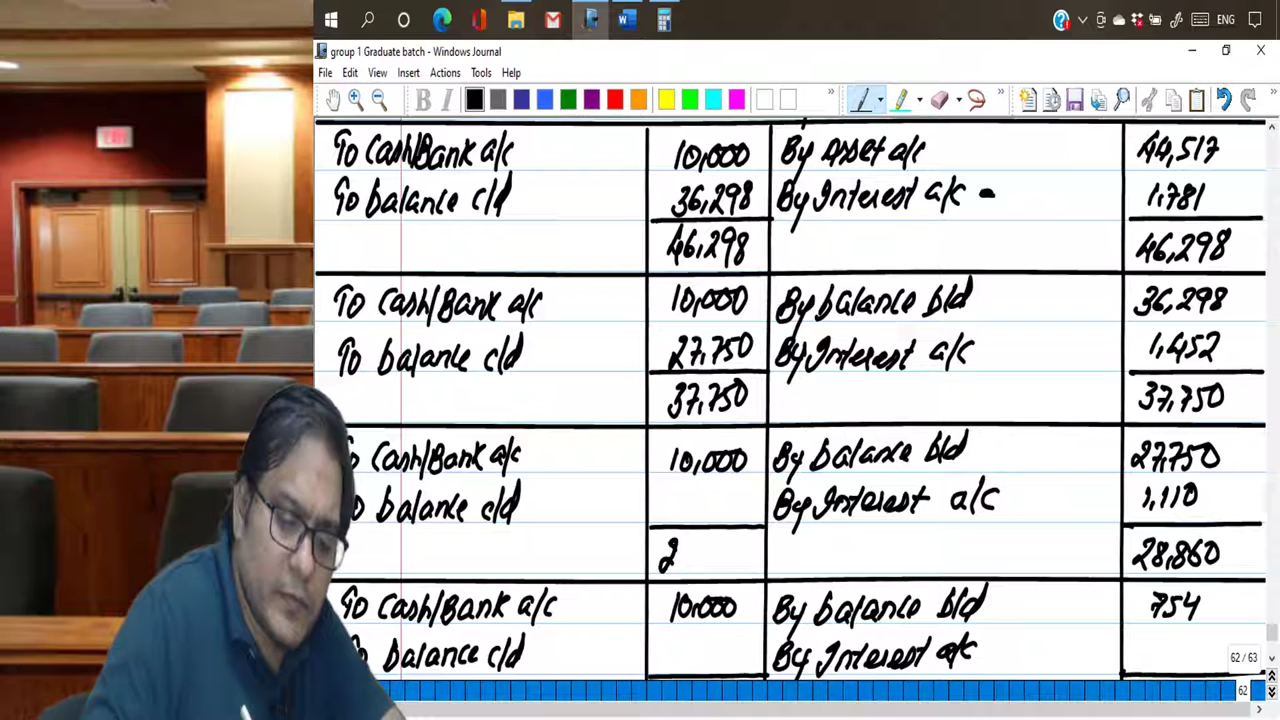 ENG
group 1 Graduate batch - Windows Journal
File Edit View Insert Actions Tools Help
To Cash/Bank a/c 10,000 By Asset a/c 44,517
To balance c/d 36,298 By Interest a/c 1,781
46,298 46,298
To Cash/Bank a/c 10,000 By balance b/d 36,298
To balance c/d 27,750 By Interest a/c 1,452
37,750 37,750
Cash/Bank a/c 10,000 By balance b/d 27,750
balance c/d By Interest a/c 1,110
2 28,860
To Cash/Bank a/c 10,000 By balance b/d 754
To balance c/d By Interest a/c
62 / 63
62